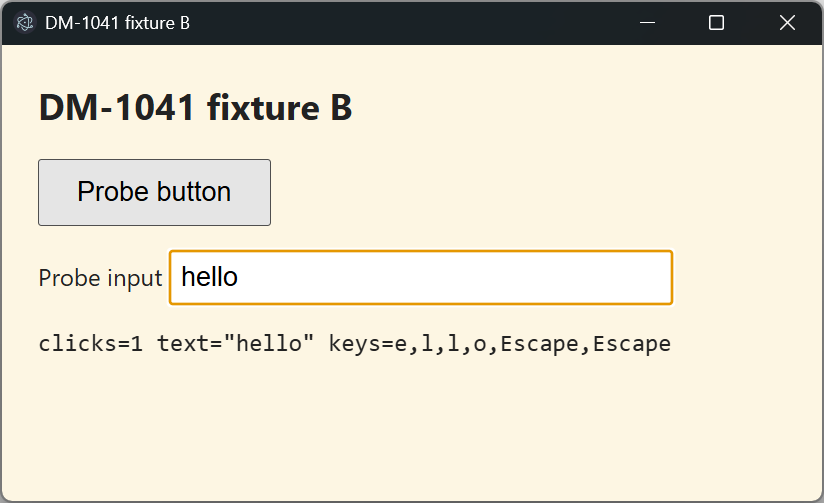 DM-1041 fixture B
DM-1041 fixture B
Probe button
Probe input hello
clicks=1 text="hello" keys=e,l,l,o,Escape,Escape